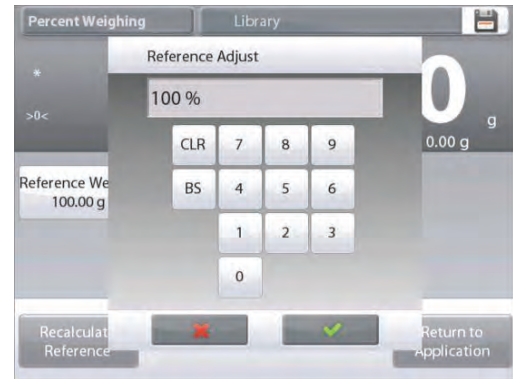 Percent Weighing
Library
Reference Adjust
*
100 %
0
g
>0<
0.00 g
CLR 7 8 9
Reference We
100.00 g
BS 4 5 6
1 2 3
0
Recalculat
Reference
Return to
Application